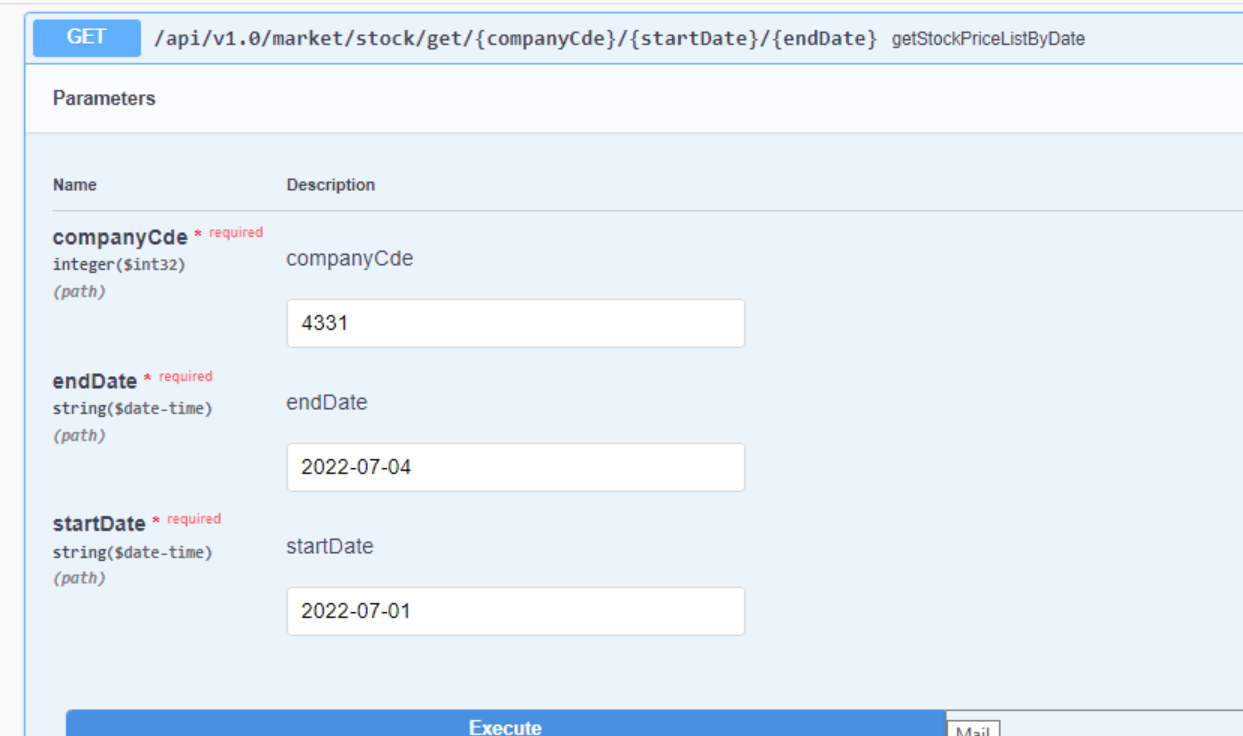 GET /api/v1.0/market/stock/get/{companyCde}/{startDate}/{endDate} getStockPriceListByDate
Parameters
Name Description
companyCde * required
integer($int32)
(path)
companyCde
4331
endDate * required
string($date-time)
(path)
endDate
2022-07-04
startDate * required
string($date-time)
(path)
startDate
2022-07-01
Execute
Mail